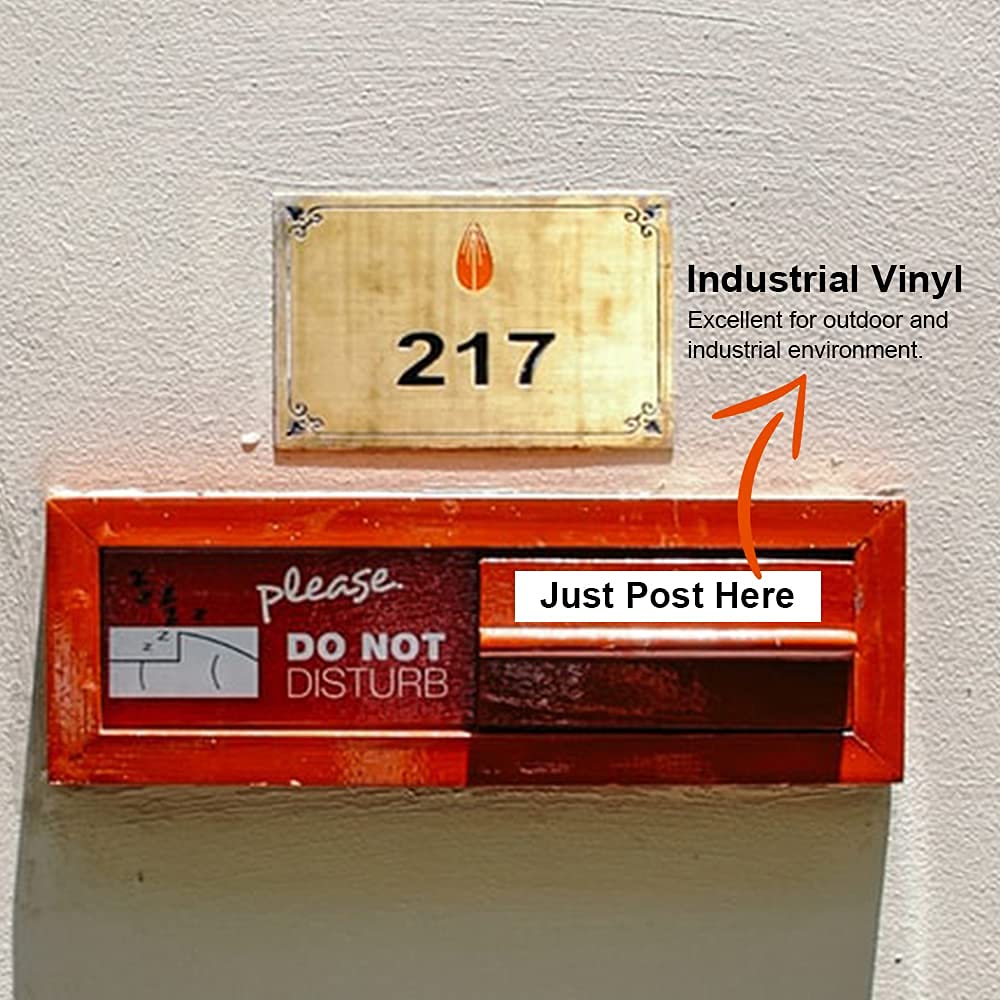 217
Industrial Vinyl
Excellent for outdoor and
industrial environment.
Just Post Here
please.
DO NOT
DISTURB
z z z z
z z